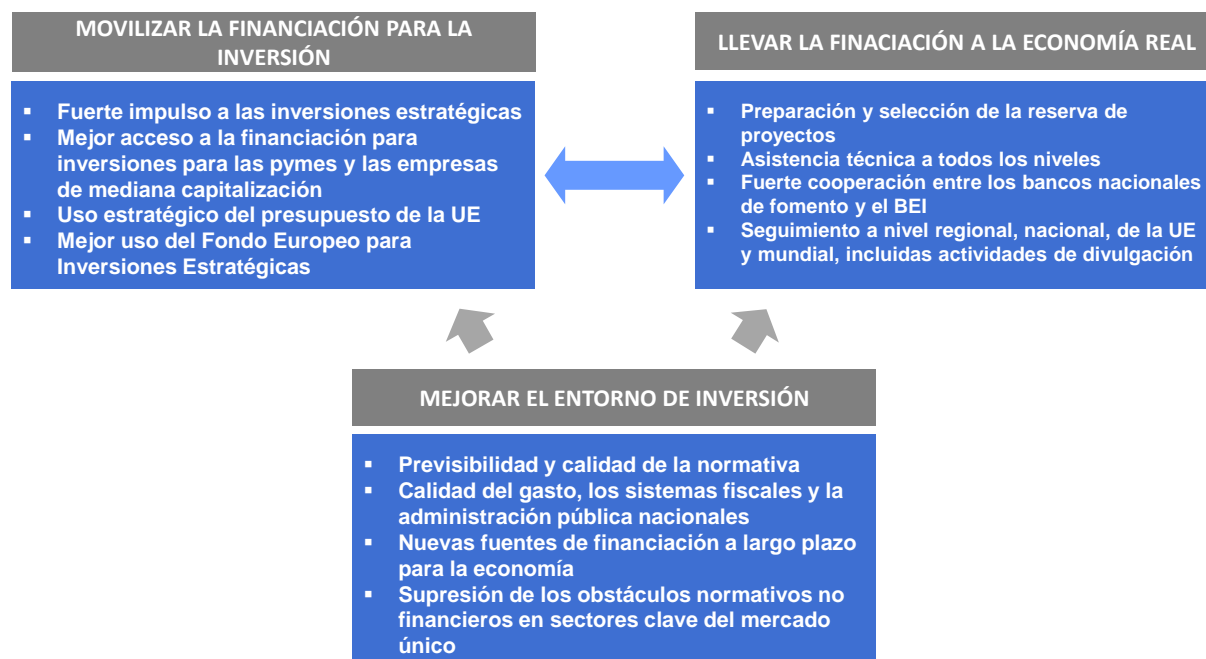 MOVILIZAR LA FINANCIACIÓN PARA LA
INVERSIÓN
▪ Fuerte impulso a las inversiones estratégicas
▪ Mejor acceso a la financiación para
inversiones para las pymes y las empresas
de mediana capitalización
▪ Uso estratégico del presupuesto de la UE
▪ Mejor uso del Fondo Europeo para
Inversiones Estratégicas
LLEVAR LA FINACIACIÓN A LA ECONOMÍA REAL
▪ Preparación y selección de la reserva de
proyectos
▪ Asistencia técnica a todos los niveles
▪ Fuerte cooperación entre los bancos nacionales
de fomento y el BEI
▪ Seguimiento a nivel regional, nacional, de la UE
y mundial, incluidas actividades de divulgación
MEJORAR EL ENTORNO DE INVERSIÓN
▪ Previsibilidad y calidad de la normativa
▪ Calidad del gasto, los sistemas fiscales y la
administración pública nacionales
▪ Nuevas fuentes de financiación a largo plazo
para la economía
▪ Supresión de los obstáculos normativos no
financieros en sectores clave del mercado
único